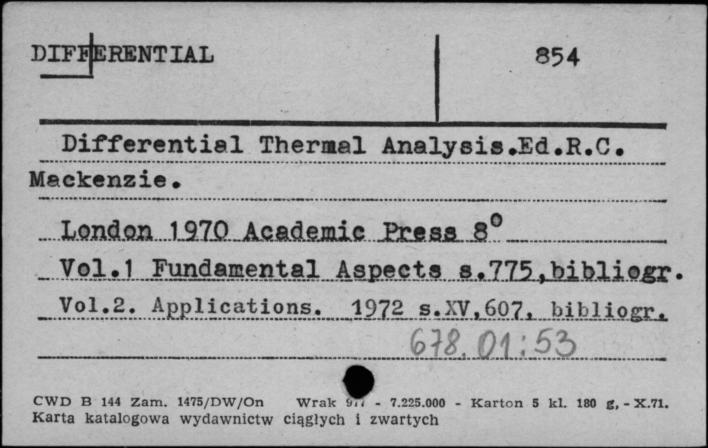 DIFFERENTIAL 854
Differential Thermal Analysis.Ed.R.C.
Mackenzie.
London 1970 Academic Press 8°
Vol.1 Fundamental Aspects s.775,bibliogr.
Vol.2. Applications. 1972 s.XV,607, bibliogr.
678.01:53
CWD B 144 Zam. 1475/DW/On Wrak - 7.225.000 - Karton 5 kl. 180 g, - X.71.
Karta katalogowa wydawnictw ciągłych i zwartych